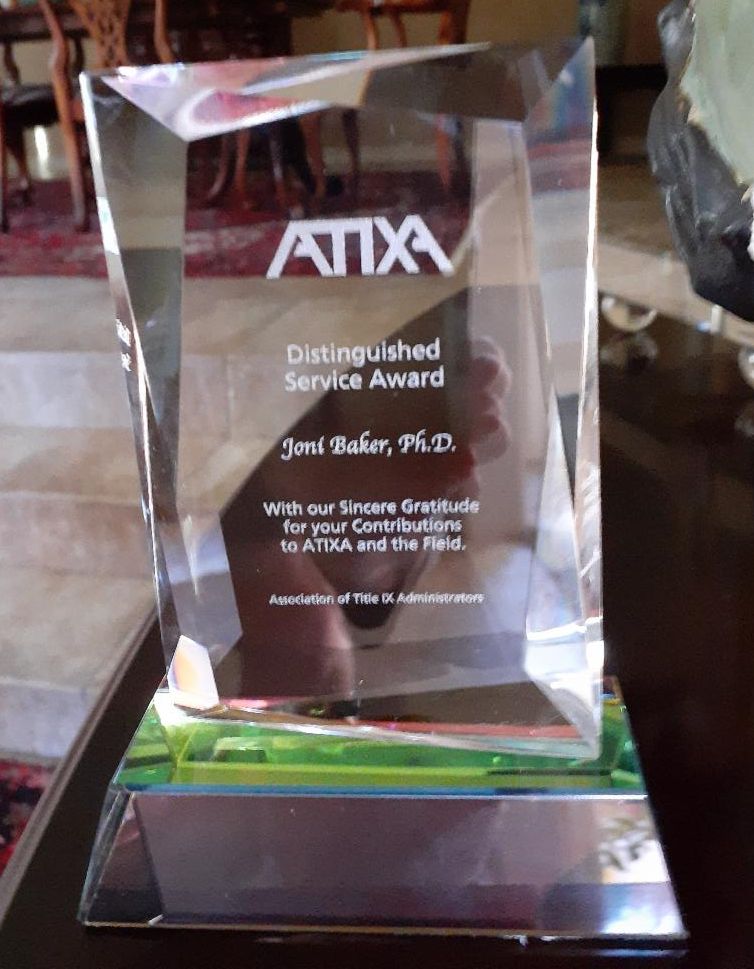 ATIXA
Distinguished
Service Award
Joni Baker, Ph.D.
With our Sincere Gratitude
for your Contributions
to ATIXA and the Field.
Association of Title IX Administrators